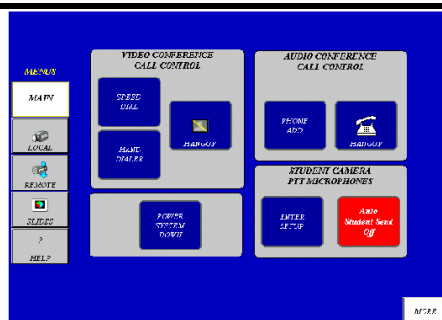 VIDEO CONFERENCE
CALL CONTROL
AUDIO CONFERENCE
CALL CONTROL
MENUS
MAIN
LOCAL
REMOTE
SLIDES
?
HELP
SPEED
DIAL
HAND
DIALER
HANGUP
PHONE
ADD
HANGUP
STUDENT CAMERA
PTT MICROPHONES
POWER
SYSTEM
DOWN
ENTER
SETUP
Auto
Student Send
Off
MORE